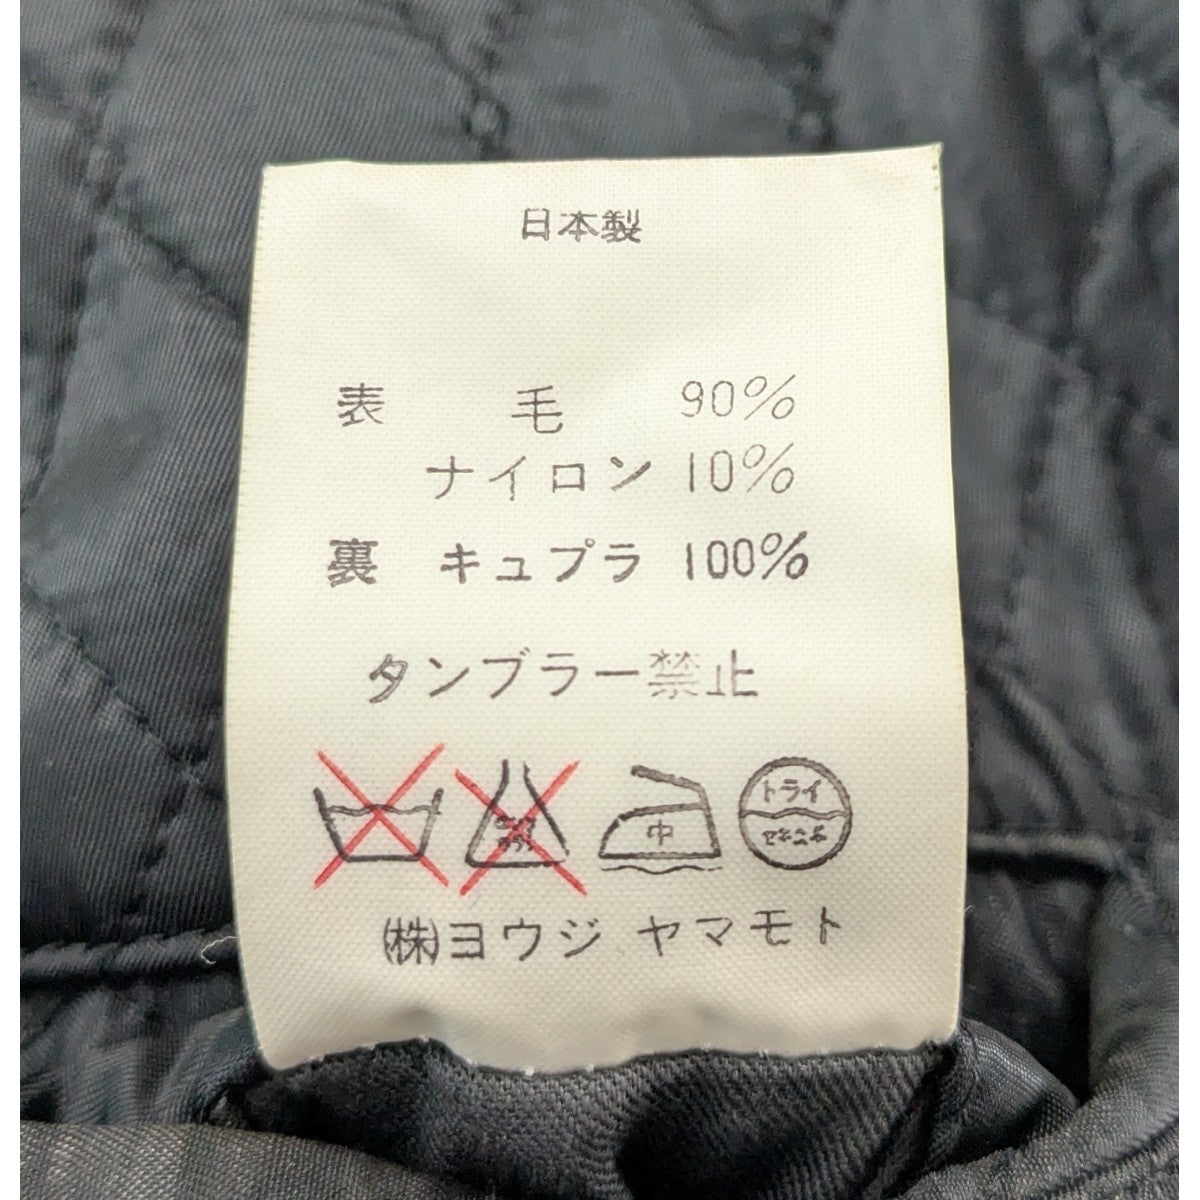 日本製
表 毛 90%
ナイロン 10%
裏 キュプラ 100%
タンブラー禁止
中
ドライ
セキユ系
(株)ヨウジ ヤマモト